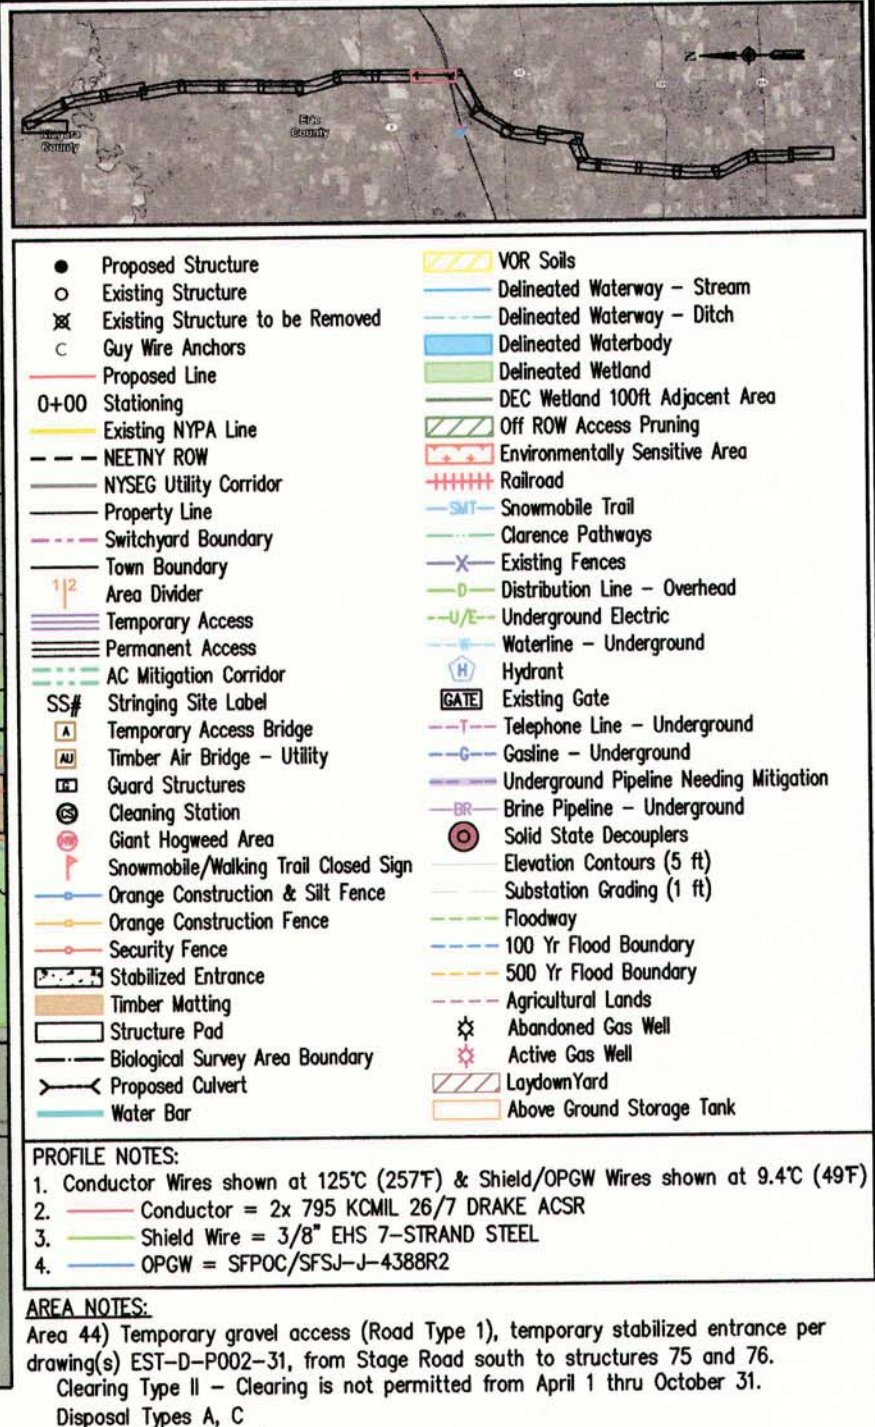 N
Niagara
County
Erie
County
Proposed Structure
Existing Structure
Existing Structure to be Removed
C Guy Wire Anchors
Proposed Line
0+00 Stationing
Existing NYPA Line
NEETNY ROW
NYSEG Utility Corridor
Property Line
Switchyard Boundary
Town Boundary
1|2 Area Divider
Temporary Access
Permanent Access
AC Mitigation Corridor
SS# Stringing Site Label
A Temporary Access Bridge
AU Timber Air Bridge – Utility
G Guard Structures
CS Cleaning Station
HW Giant Hogweed Area
Snowmobile/Walking Trail Closed Sign
Orange Construction & Silt Fence
Orange Construction Fence
Security Fence
Stabilized Entrance
Timber Matting
Structure Pad
Biological Survey Area Boundary
Proposed Culvert
Water Bar
VOR Soils
Delineated Waterway – Stream
Delineated Waterway – Ditch
Delineated Waterbody
Delineated Wetland
DEC Wetland 100ft Adjacent Area
Off ROW Access Pruning
Environmentally Sensitive Area
Railroad
SMT Snowmobile Trail
Clarence Pathways
X Existing Fences
D Distribution Line – Overhead
U/E Underground Electric
W Waterline – Underground
H Hydrant
GATE Existing Gate
T Telephone Line – Underground
G Gasline – Underground
Underground Pipeline Needing Mitigation
BR Brine Pipeline – Underground
Solid State Decouplers
Elevation Contours (5 ft)
Substation Grading (1 ft)
Floodway
100 Yr Flood Boundary
500 Yr Flood Boundary
Agricultural Lands
Abandoned Gas Well
Active Gas Well
LaydownYard
Above Ground Storage Tank
PROFILE NOTES:
1. Conductor Wires shown at 125°C (257°F) & Shield/OPGW Wires shown at 9.4°C (49°F)
2. Conductor = 2x 795 KCMIL 26/7 DRAKE ACSR
3. Shield Wire = 3/8" EHS 7-STRAND STEEL
4. OPGW = SFPOC/SFSJ-J-4388R2
AREA NOTES:
Area 44) Temporary gravel access (Road Type 1), temporary stabilized entrance per
drawing(s) EST-D-P002-31, from Stage Road south to structures 75 and 76.
Clearing Type II – Clearing is not permitted from April 1 thru October 31.
Disposal Types A, C